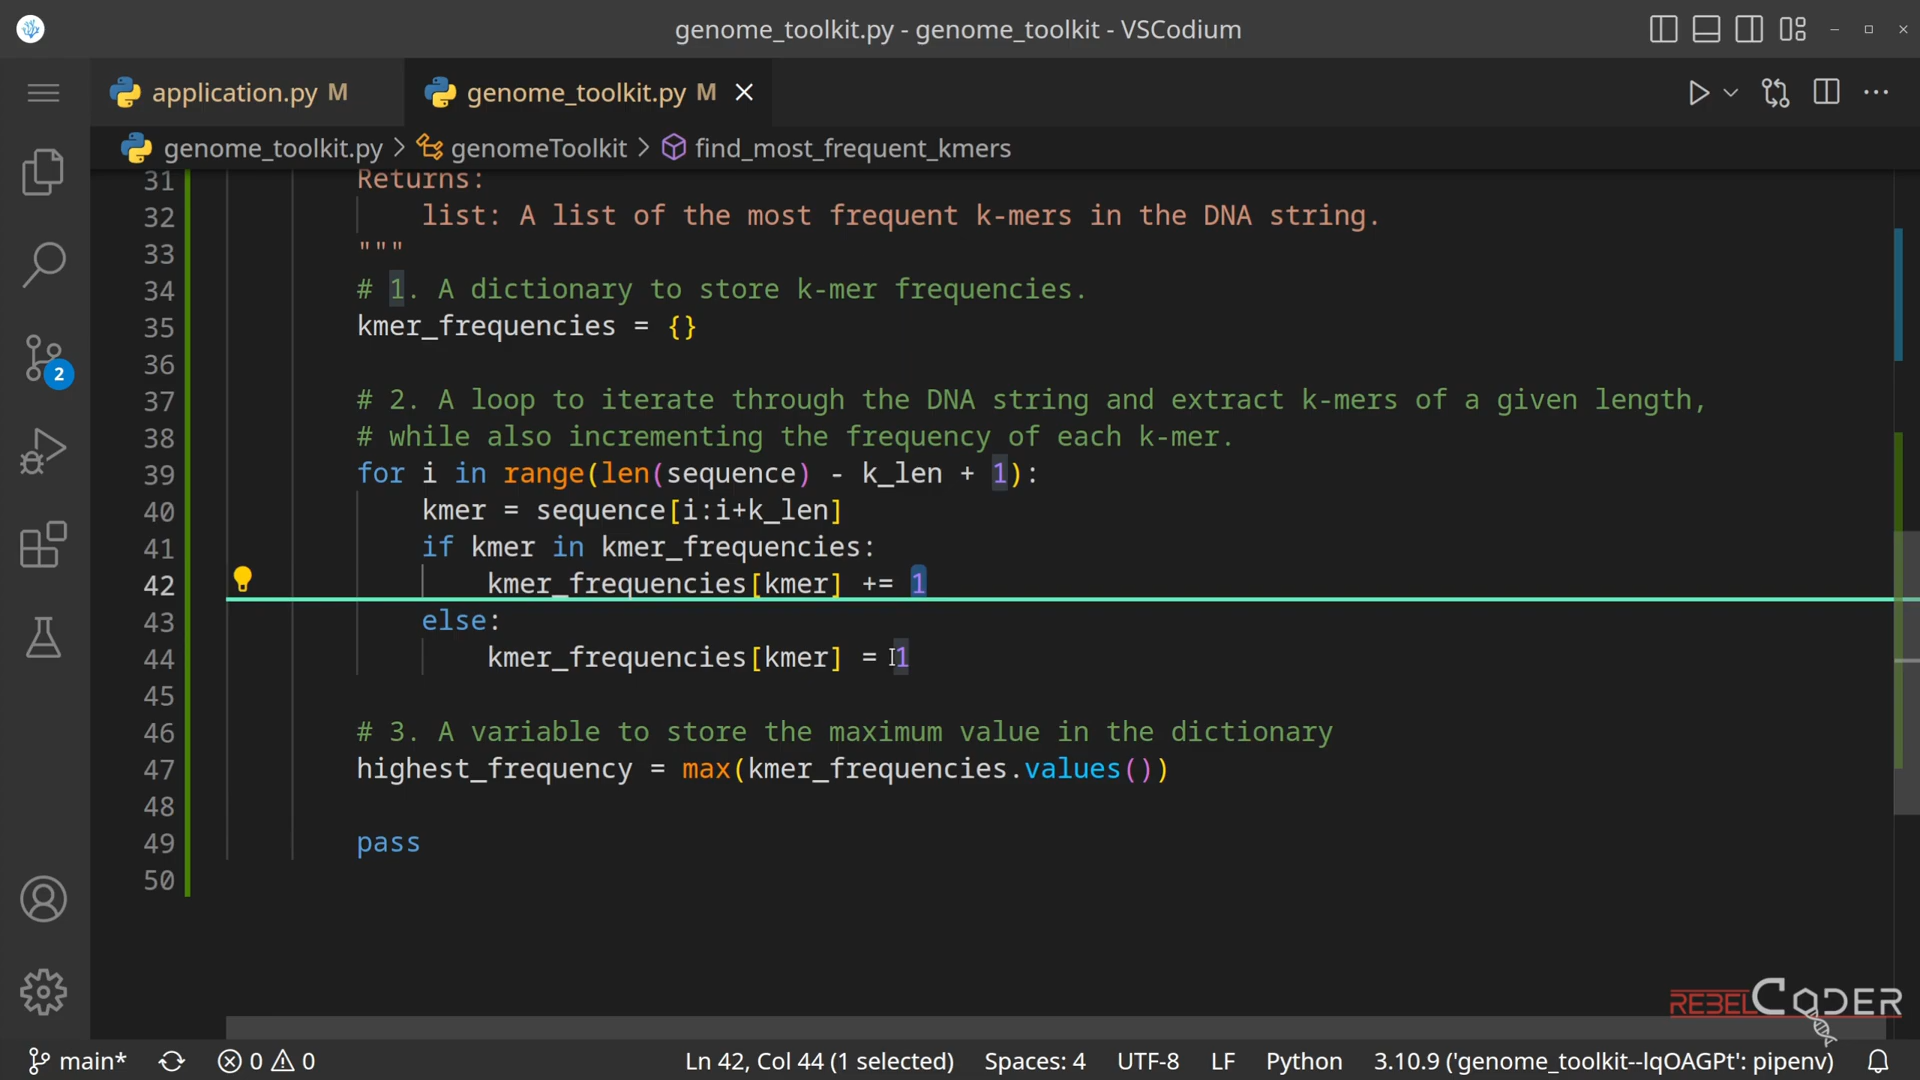 genome_toolkit.py - genome_toolkit - VSCodium
application.py M
genome_toolkit.py M
genome_toolkit.py > genomeToolkit > find_most_frequent_kmers
31 Returns:
32 list: A list of the most frequent k-mers in the DNA string.
33 """
34 # 1. A dictionary to store k-mer frequencies.
35 kmer_frequencies = {}
36
37 # 2. A loop to iterate through the DNA string and extract k-mers of a given length,
38 # while also incrementing the frequency of each k-mer.
39 for i in range(len(sequence) - k_len + 1):
40 kmer = sequence[i:i+k_len]
41 if kmer in kmer_frequencies:
42 kmer_frequencies[kmer] += 1
43 else:
44 kmer_frequencies[kmer] = 1
45
46 # 3. A variable to store the maximum value in the dictionary
47 highest_frequency = max(kmer_frequencies.values())
48
49 pass
50
2
REBELCODER
main* 0 0 Ln 42, Col 44 (1 selected) Spaces: 4 UTF-8 LF Python 3.10.9 ('genome_toolkit--lqOAGPt': pipenv)